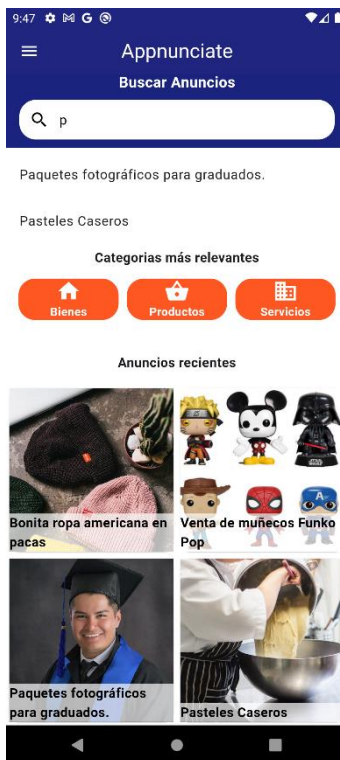 9:47
Appnunciate
Buscar Anuncios
p
Paquetes fotográficos para graduados.
Pasteles Caseros
Categorias más relevantes
Bienes
Productos
Servicios
Anuncios recientes
Bonita ropa americana en
pacas
Venta de muñecos Funko
Pop
Paquetes fotográficos
para graduados.
Pasteles Caseros